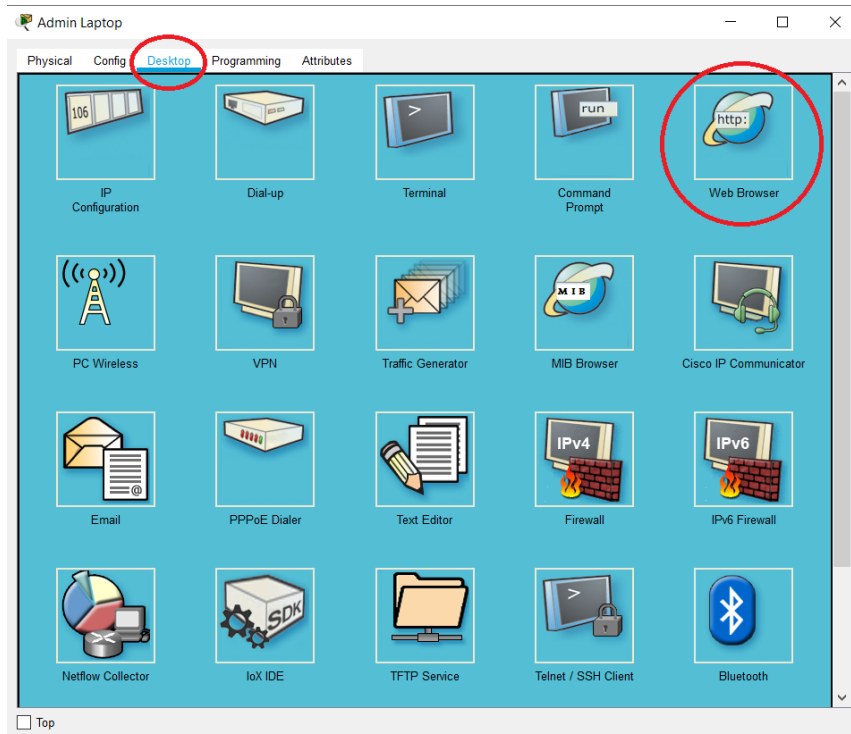 Admin Laptop
Physical Config Desktop Programming Attributes
106
>
run
http:
IP
Configuration
Dial-up
Terminal
Command
Prompt
Web Browser
MIB
PC Wireless
VPN
Traffic Generator
MIB Browser
Cisco IP Communicator
@
>
IPv4
IPv6
Email
PPPoE Dialer
Text Editor
Firewall
IPv6 Firewall
SDK
>
Netflow Collector
IoX IDE
TFTP Service
Telnet / SSH Client
Bluetooth
Top